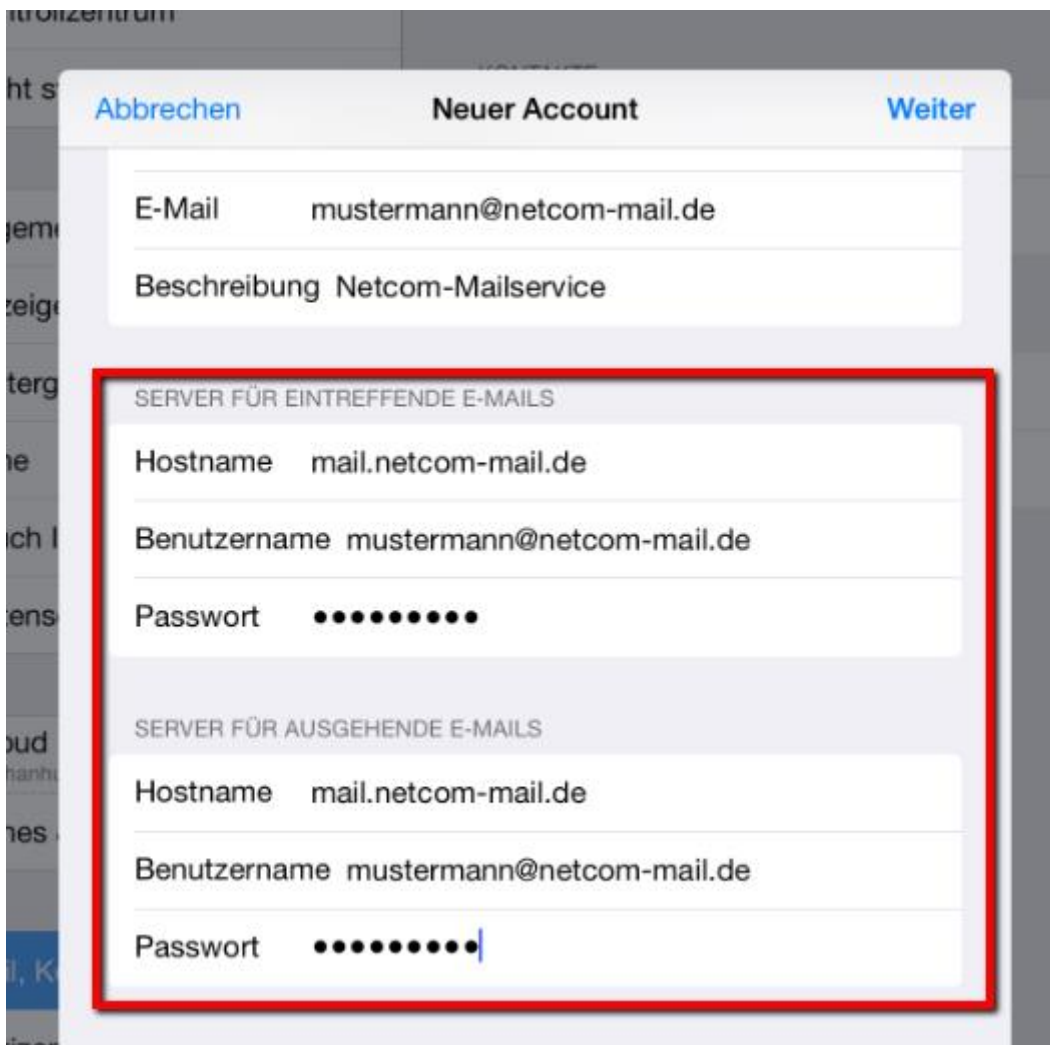 Abbrechen Neuer Account Weiter
E-Mail mustermann@netcom-mail.de
Beschreibung Netcom-Mailservice
SERVER FÜR EINTREFFENDE E-MAILS
Hostname mail.netcom-mail.de
Benutzername mustermann@netcom-mail.de
Passwort •••••••••
SERVER FÜR AUSGEHENDE E-MAILS
Hostname mail.netcom-mail.de
Benutzername mustermann@netcom-mail.de
Passwort •••••••••